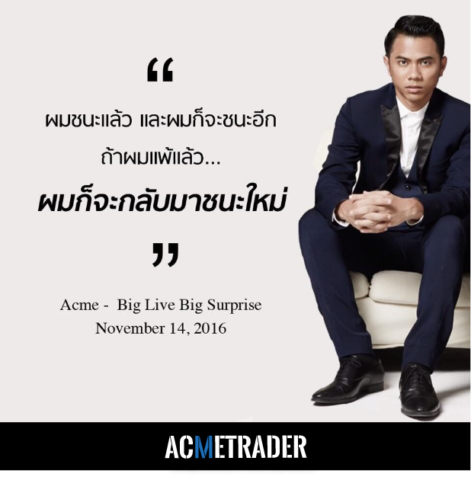 “
ผมชนะแล้ว และผมก็จะชนะอีก
ถ้าผมแพ้แล้ว...
ผมก็จะกลับมาชนะใหม่
”
Acme - Big Live Big Surprise
November 14, 2016
ACMETRADER